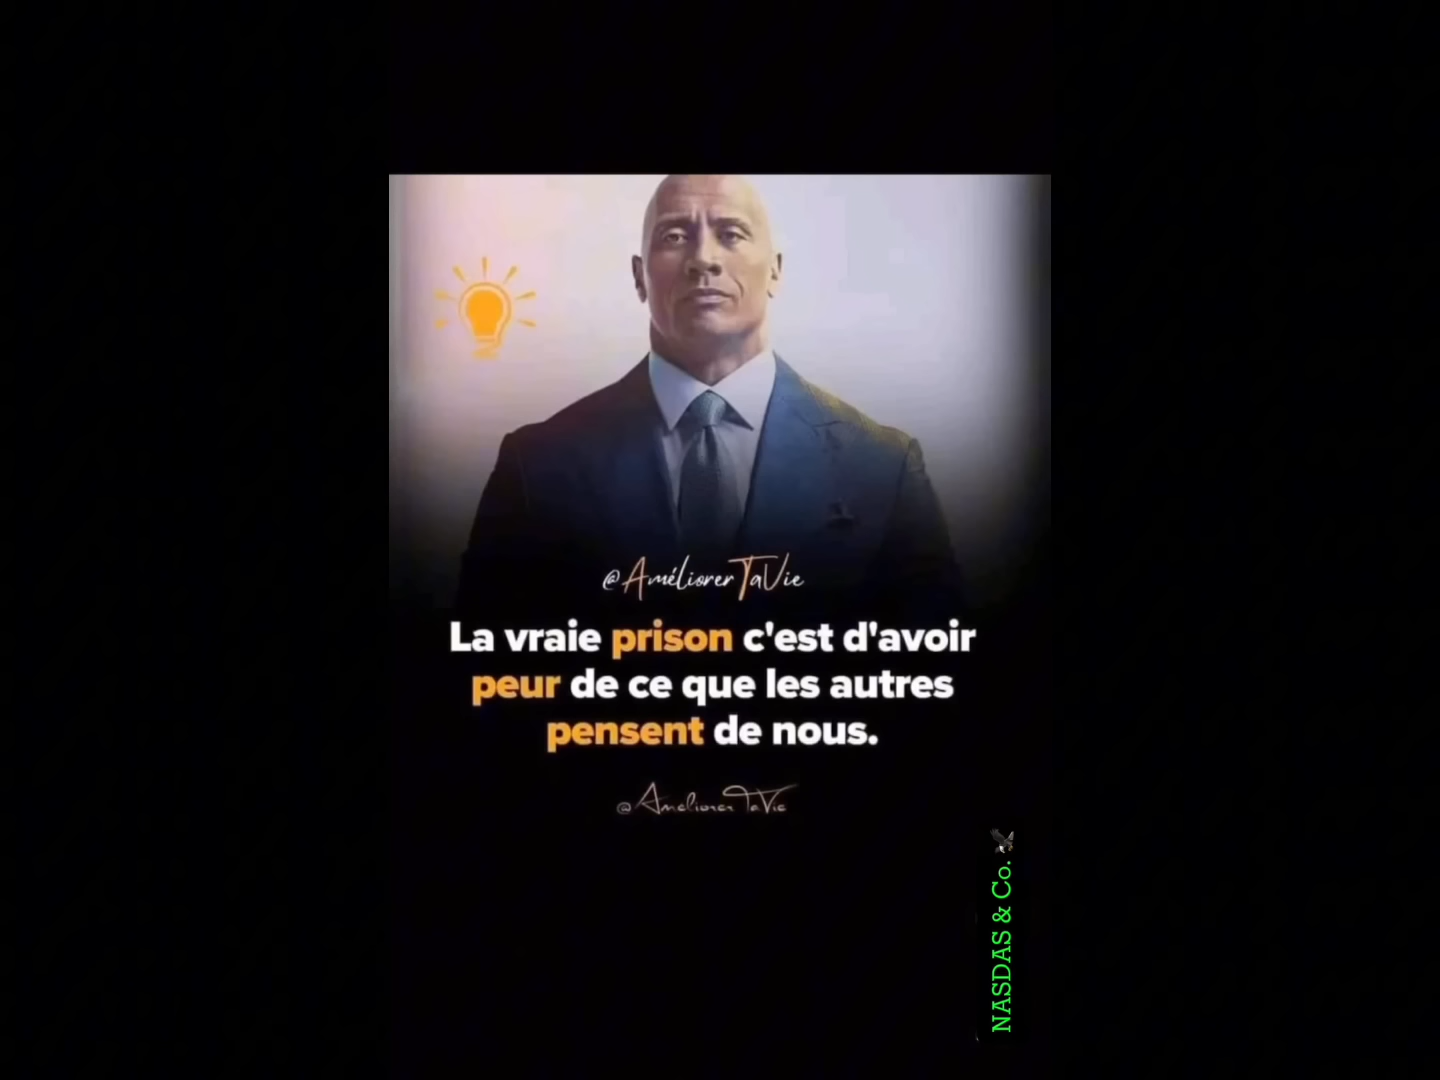 @AméliorerTaVie
La vraie prison c'est d'avoir
peur de ce que les autres
pensent de nous.
@AméliorerTaVie
NASDAS & Co.